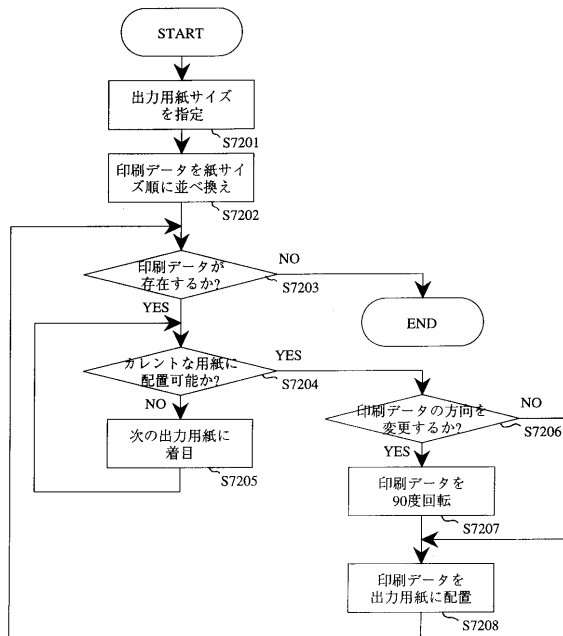 START
出力用紙サイズ
を指定
S7201
印刷データを紙サイ
ズ順に並べ換え
S7202
印刷データが
存在するか?
NO
S7203
YES
END
カレントな用紙に
配置可能か?
YES
S7204
NO
印刷データの方向を
変更するか?
NO
S7206
次の出力用紙に
着目
S7205
YES
印刷データを
90度回転
S7207
印刷データを
出力用紙に配置
S7208